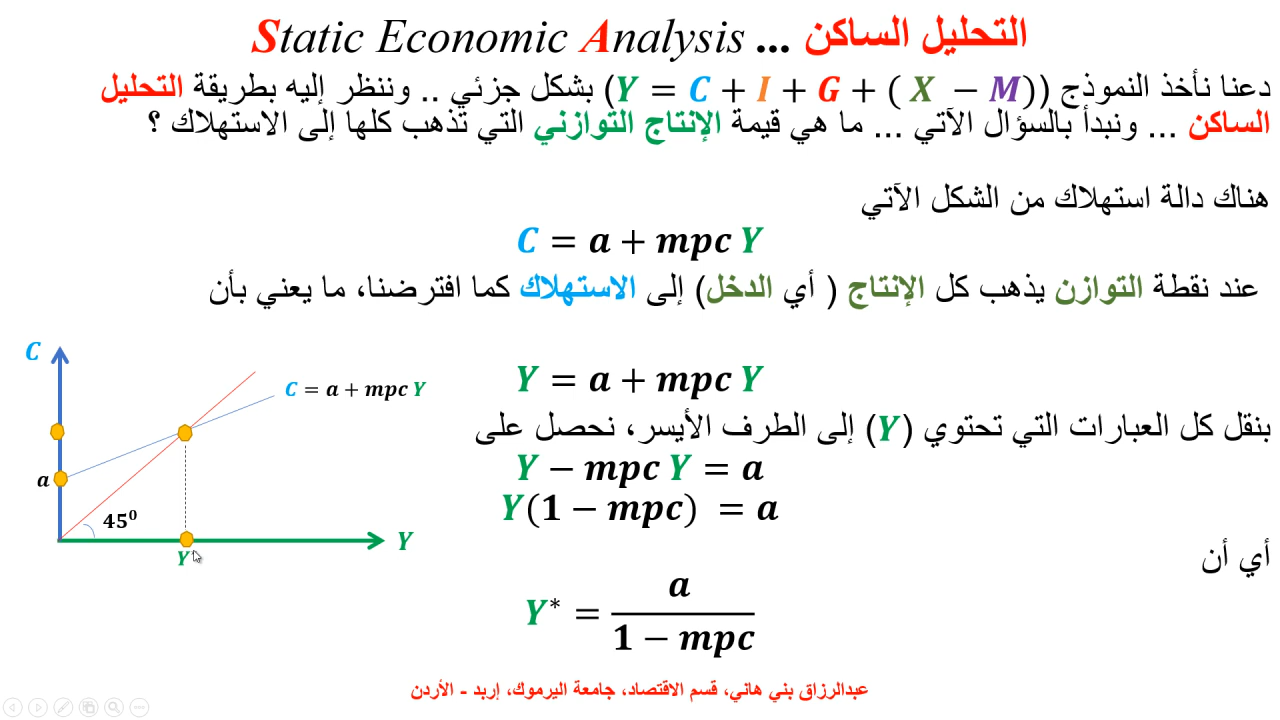 التحليل الساكن ... Static Economic Analysis
دعنا نأخذ النموذج (Y = C + I + G + ( X − M)) بشكل جزئي .. وننظر إليه بطريقة التحليل
الساكن ... ونبدأ بالسؤال الآتي ... ما هي قيمة الإنتاج التوازني التي تذهب كلها إلى الاستهلاك ؟
هناك دالة استهلاك من الشكل الآتي
C = a + mpc Y
عند نقطة التوازن يذهب كل الإنتاج ( أي الدخل) إلى الاستهلاك كما افترضنا، ما يعني بأن
Y = a + mpc Y
بنقل كل العبارات التي تحتوي (Y) إلى الطرف الأيسر، نحصل على
Y − mpc Y = a
Y(1 − mpc) = a
أي أن
Y* = a / (1 − mpc)
C
C = a + mpc Y
a
45⁰
Y
Y
عبدالرزاق بني هاني، قسم الاقتصاد، جامعة اليرموك، إربد - الأردن